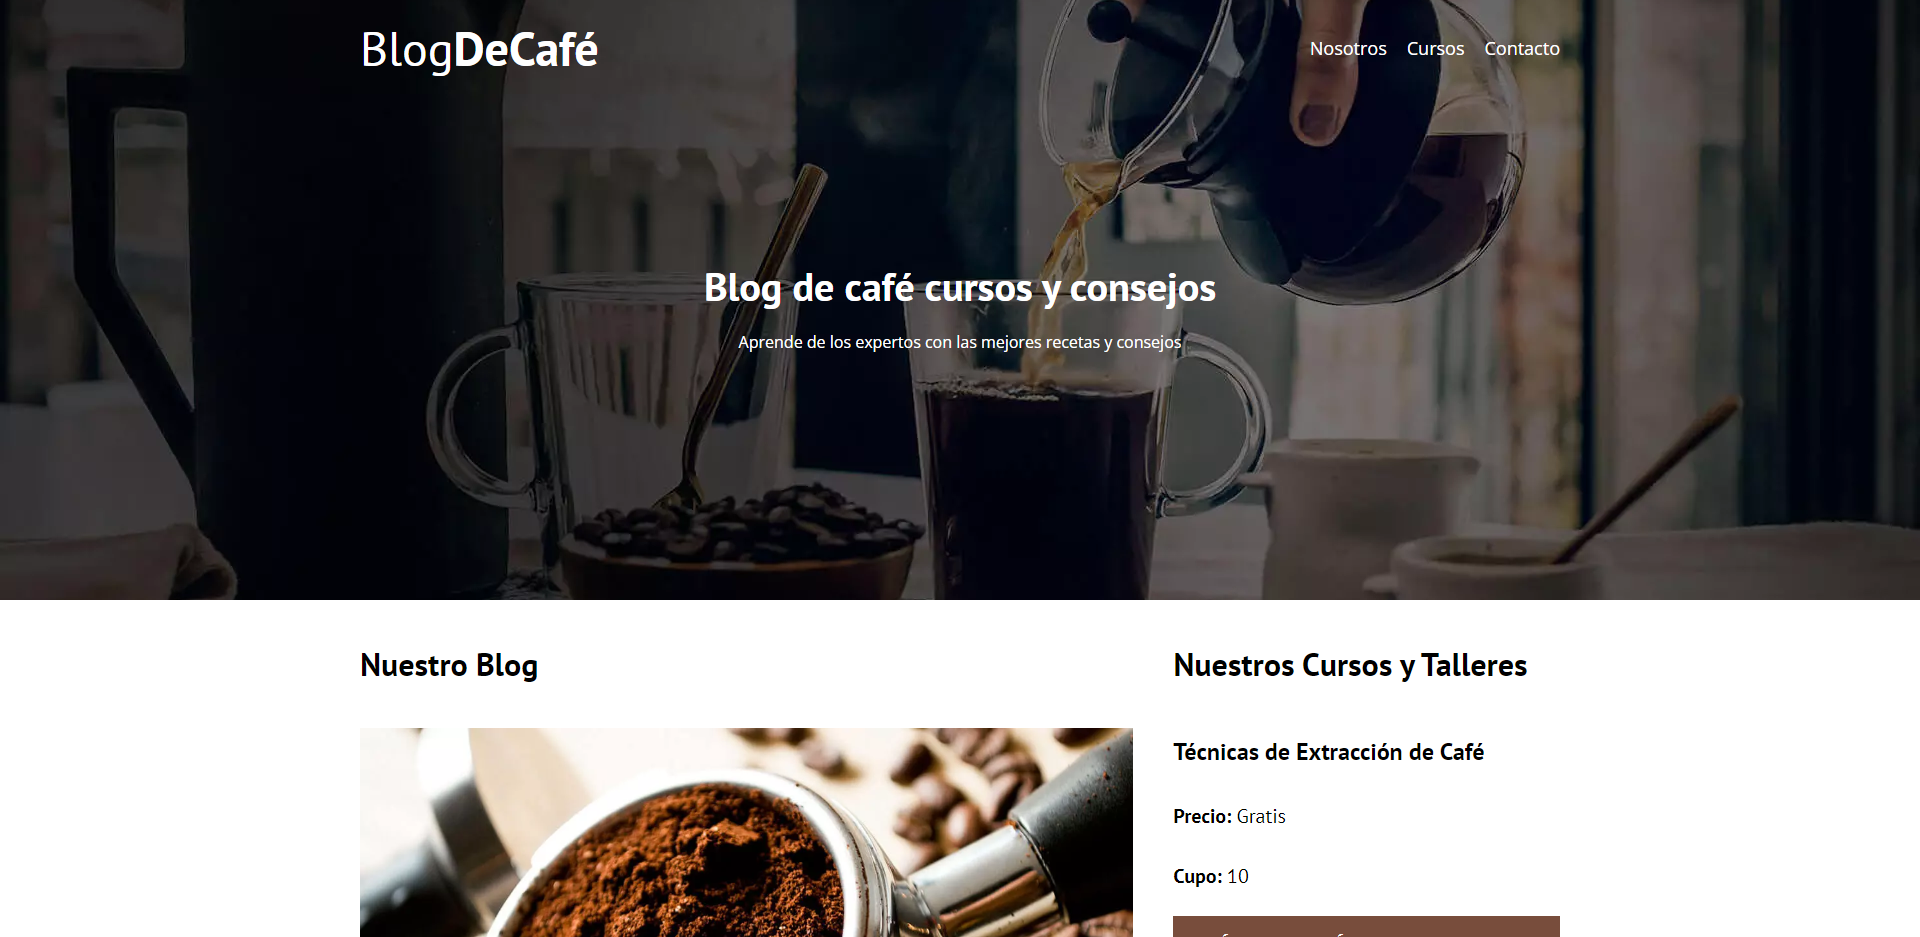 BlogDeCafé
Nosotros Cursos Contacto
Blog de café cursos y consejos
Aprende de los expertos con las mejores recetas y consejos
Nuestro Blog
Nuestros Cursos y Talleres
Técnicas de Extracción de Café
Precio: Gratis
Cupo: 10